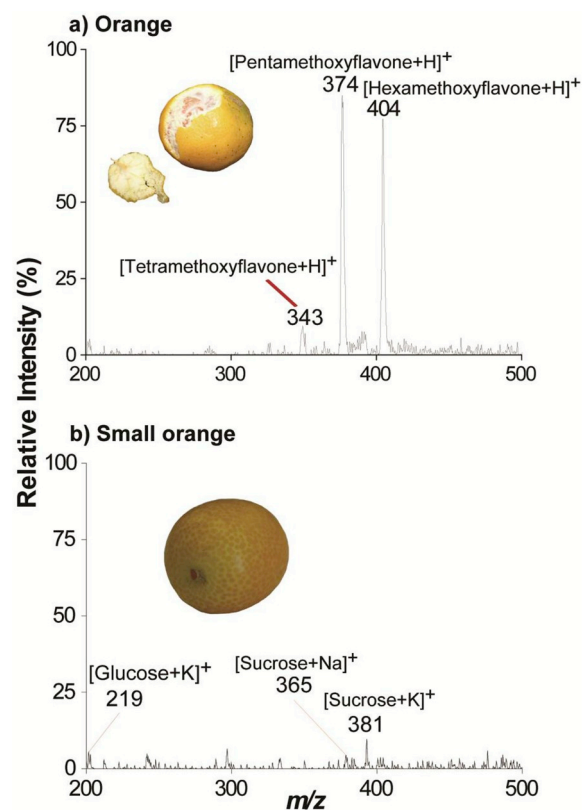 a) Orange
[Pentamethoxyflavone+H]+
374
[Hexamethoxyflavone+H]+
404
[Tetramethoxyflavone+H]+
343
100
75
50
25
0
200
300
400
500
Relative Intensity (%)
b) Small orange
[Glucose+K]+
219
[Sucrose+Na]+
365
[Sucrose+K]+
381
100
75
50
25
0
200
300
400
500
m/z